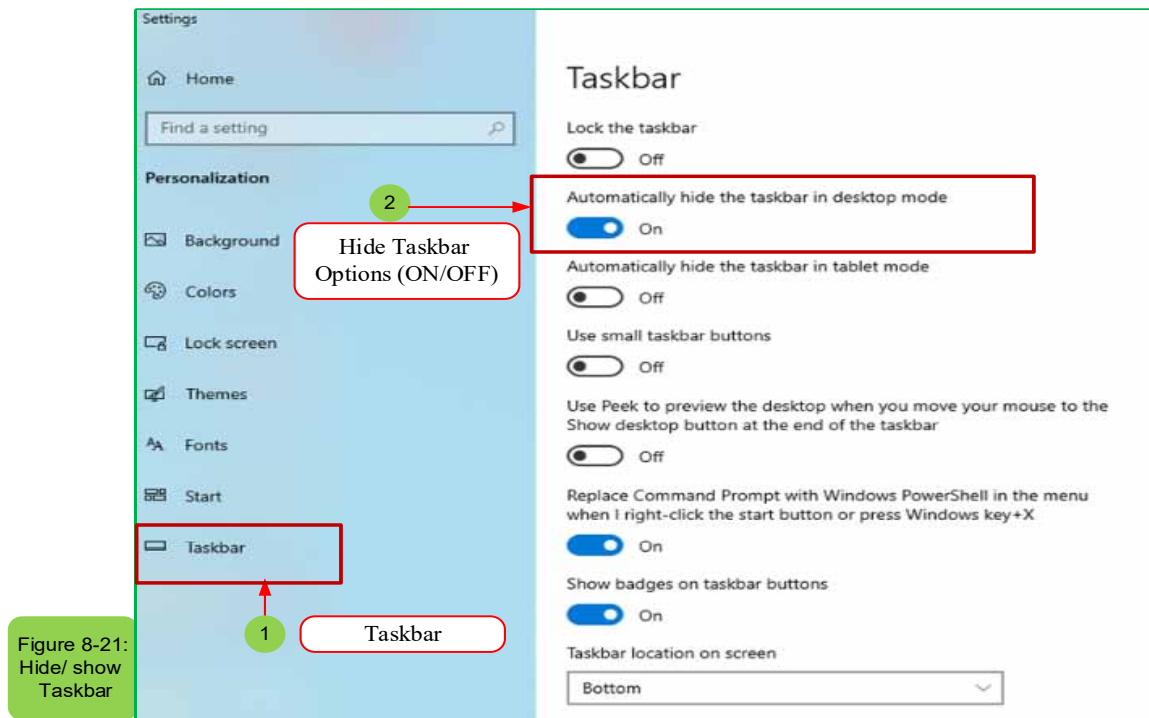 Settings
Home
Find a setting
Personalization
Background
Colors
Lock screen
Themes
Fonts
Start
Taskbar
1
Taskbar
2
Hide Taskbar
Options (ON/OFF)
Taskbar
Lock the taskbar
Off
Automatically hide the taskbar in desktop mode
On
Automatically hide the taskbar in tablet mode
Off
Use small taskbar buttons
Off
Use Peek to preview the desktop when you move your mouse to the
Show desktop button at the end of the taskbar
Off
Replace Command Prompt with Windows PowerShell in the menu
when I right-click the start button or press Windows key+X
On
Show badges on taskbar buttons
On
Taskbar location on screen
Bottom
Figure 8-21:
Hide/ show
Taskbar